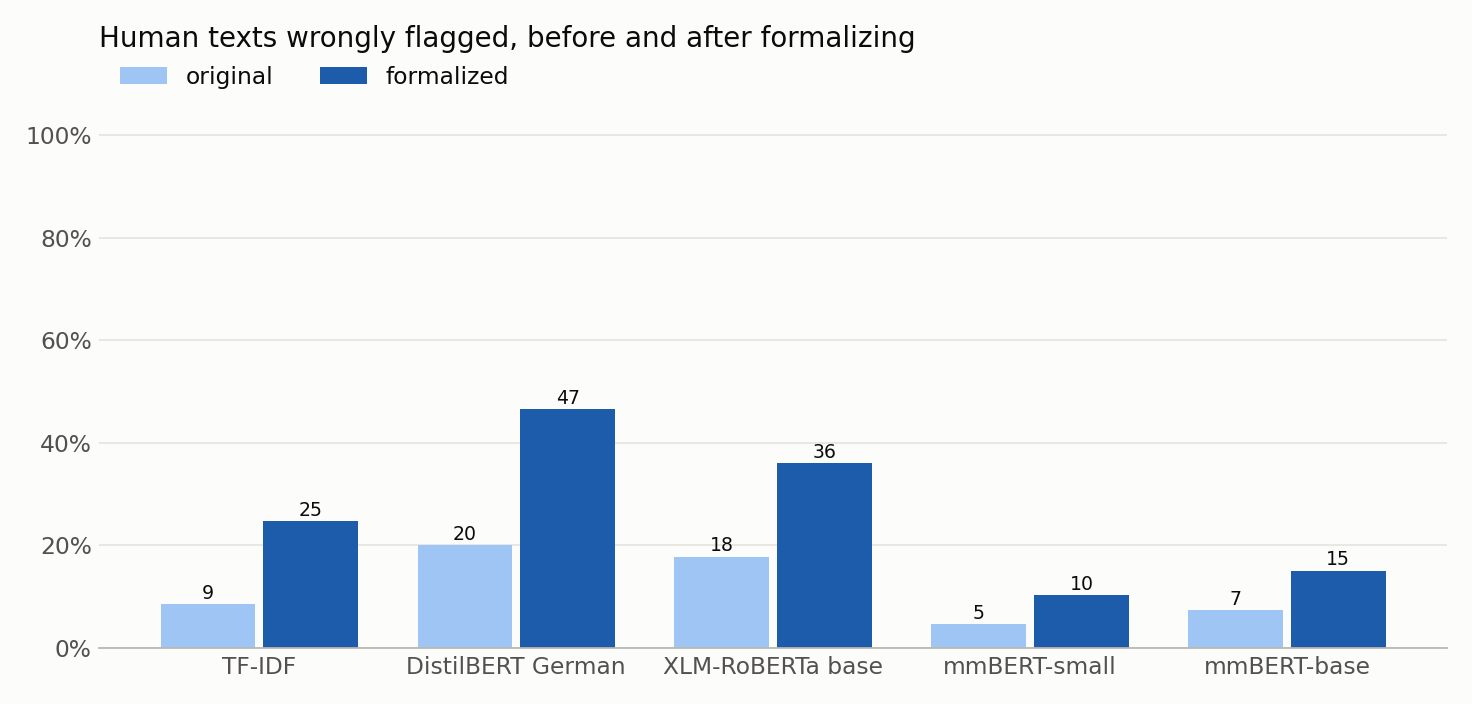 Human texts wrongly flagged, before and after formalizing
original formalized
100%
80%
60%
40%
20%
0%
9 25 20 47 18 36 5 10 7 15
TF-IDF DistilBERT German XLM-RoBERTa base mmBERT-small mmBERT-base